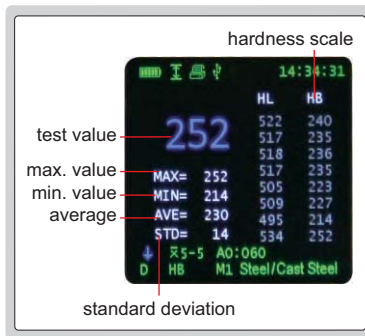 hardness scale
14:34:31
HL HB
test value 252
522 240
517 235
518 236
517 235
505 223
509 227
495 214
534 252
max. value MAX= 252
min. value MIN= 214
average AVE= 230
STD= 14
x̅5-5 A0:060
D HB M1 Steel/Cast Steel
standard deviation